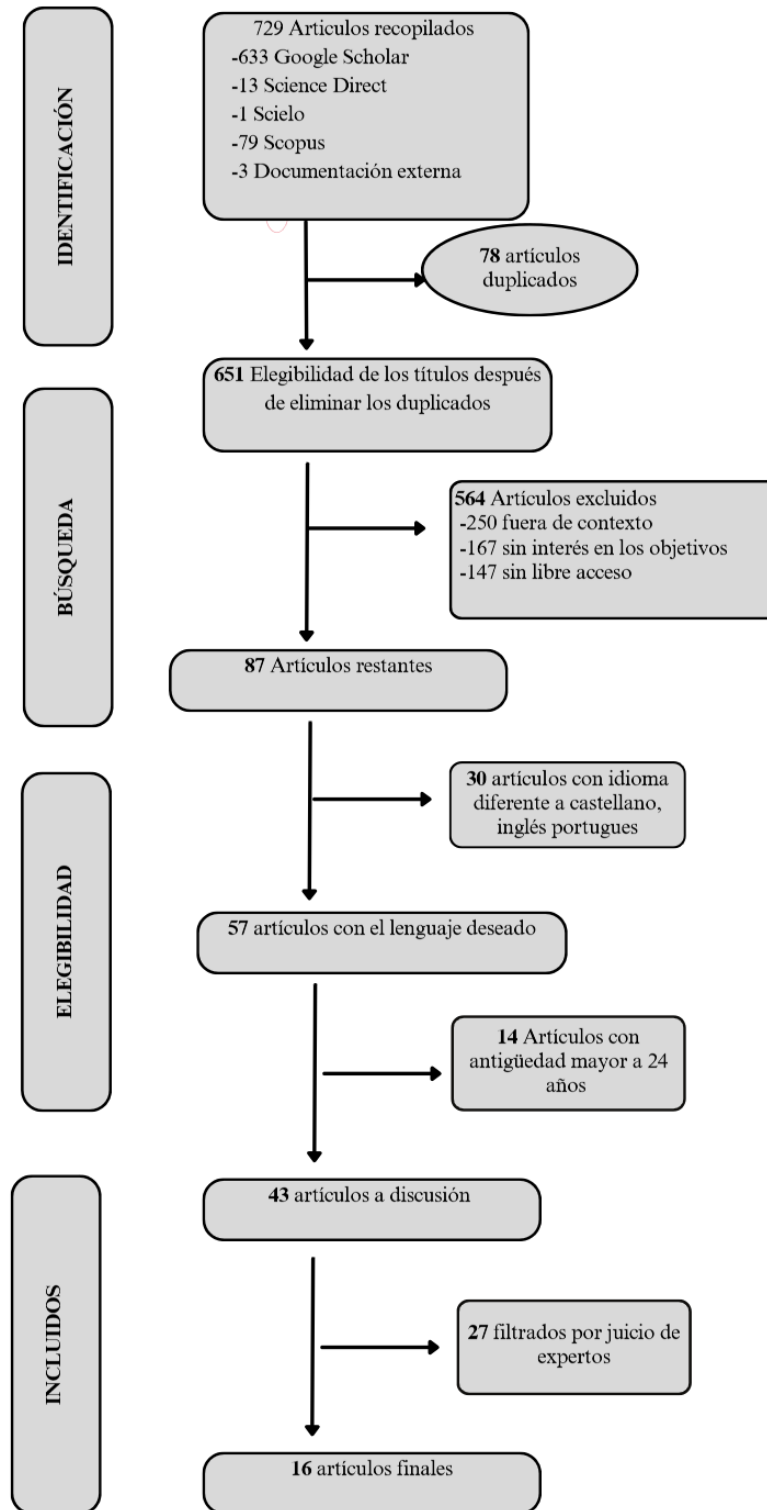 IDENTIFICACIÓN
729 Artículos recopilados
-633 Google Scholar
-13 Science Direct
-1 Scielo
-79 Scopus
-3 Documentación externa
78 artículos
duplicados
BÚSQUEDA
651 Elegibilidad de los títulos después
de eliminar los duplicados
564 Artículos excluidos
-250 fuera de contexto
-167 sin interés en los objetivos
-147 sin libre acceso
87 Artículos restantes
ELEGIBILIDAD
30 artículos con idioma
diferente a castellano,
inglés portugues
57 artículos con el lenguaje deseado
14 Artículos con
antigüedad mayor a 24
años
INCLUIDOS
43 artículos a discusión
27 filtrados por juicio de
expertos
16 artículos finales